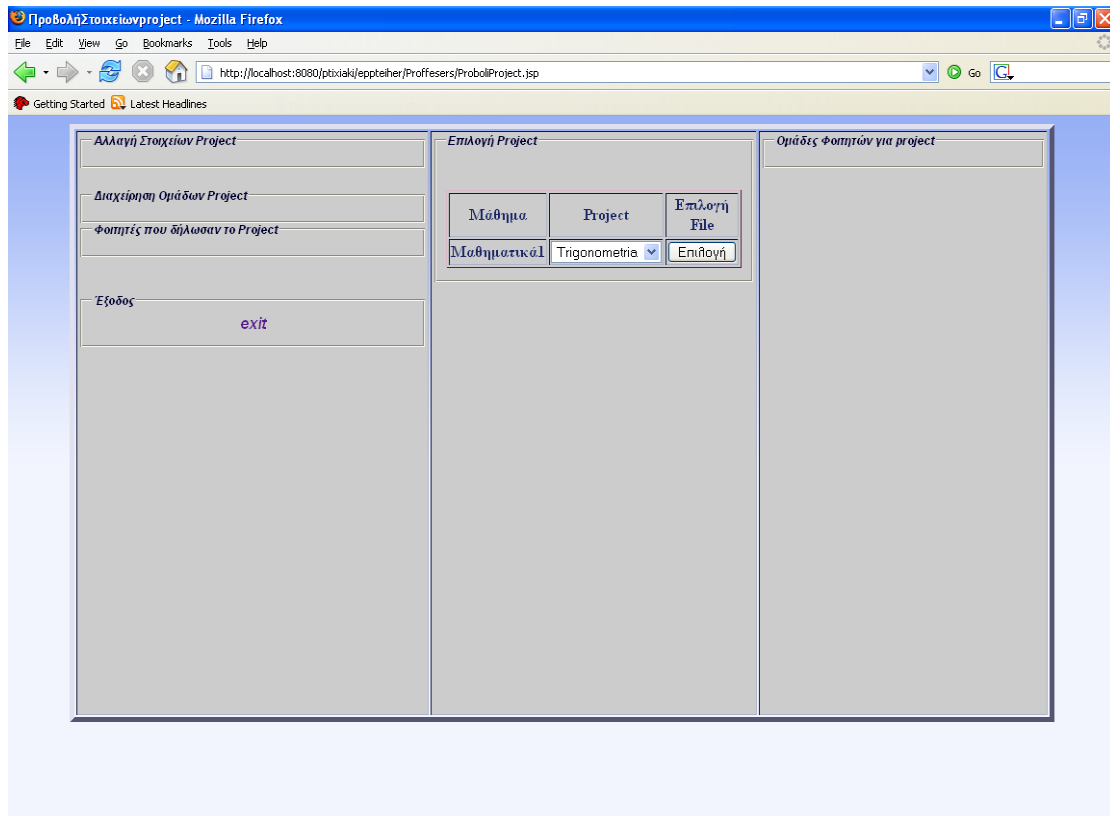 ΠροβολήΣτοιχείωνproject - Mozilla Firefox
File Edit View Go Bookmarks Tools Help
http://localhost:8080/ptixiaki/eppteiher/Proffesers/ProboliProject.jsp
Go
G
Getting Started
Latest Headlines
Αλλαγή Στοιχείων Project
Διαχείρηση Ομάδων Project
Φοιτητές που δήλωσαν το Project
Έξοδος
exit
Επιλογή Project
Μάθημα
Project
Επιλογή
File
Μαθηματικά1
Trigonometria
Επιλογή
Ομάδες Φοιτητών για project